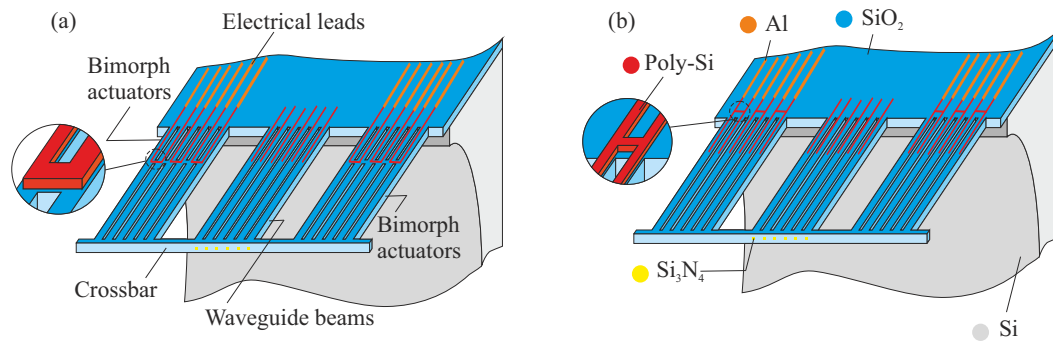 (a)
Electrical leads
Bimorph
actuators
Bimorph
actuators
Crossbar
Waveguide beams
(b)
Al
SiO₂
Poly-Si
Si₃N₄
Si